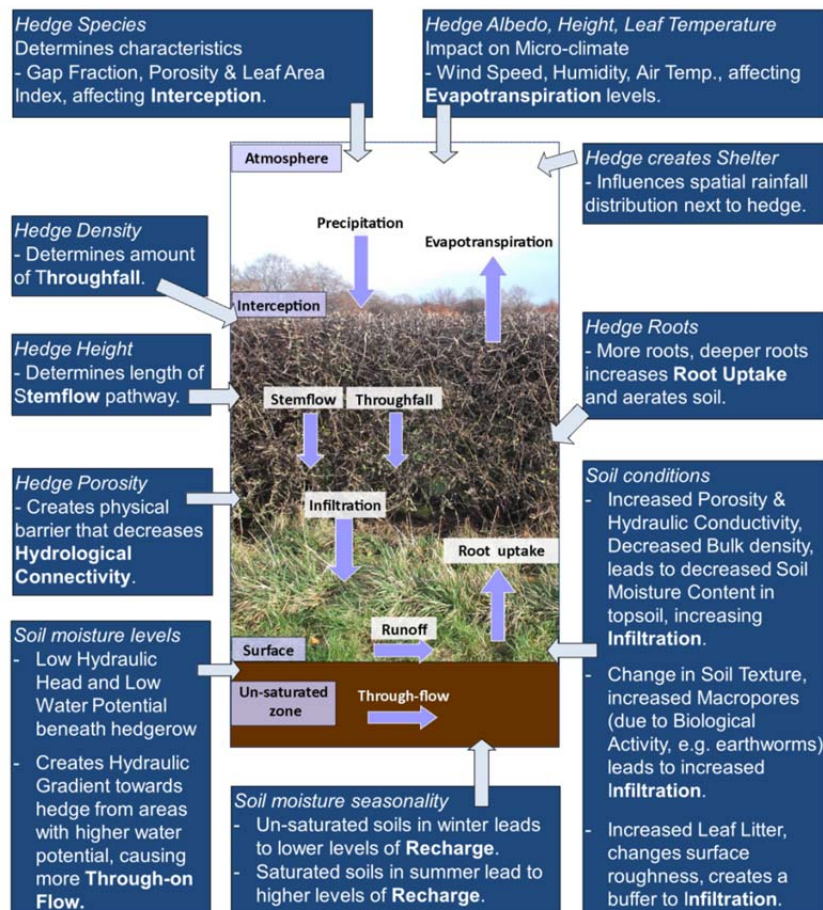 Hedge Species
Determines characteristics
- Gap Fraction, Porosity & Leaf Area
Index, affecting Interception.
Hedge Albedo, Height, Leaf Temperature
Impact on Micro-climate
- Wind Speed, Humidity, Air Temp., affecting
Evapotranspiration levels.
Atmosphere
Hedge creates Shelter
- Influences spatial rainfall
distribution next to hedge.
Precipitation
Evapotranspiration
Hedge Density
- Determines amount
of Throughfall.
Interception
Hedge Height
- Determines length of
Stemflow pathway.
Hedge Roots
- More roots, deeper roots
increases Root Uptake
and aerates soil.
Stemflow
Throughfall
Hedge Porosity
- Creates physical
barrier that decreases
Hydrological
Connectivity.
Infiltration
Root uptake
Runoff
Surface
Un-saturated
zone
Through-flow
Soil conditions
- Increased Porosity &
Hydraulic Conductivity,
Decreased Bulk density,
leads to decreased Soil
Moisture Content in
topsoil, increasing
Infiltration.
- Change in Soil Texture,
increased Macropores
(due to Biological
Activity, e.g. earthworms)
leads to increased
Infiltration.
- Increased Leaf Litter,
changes surface
roughness, creates a
buffer to Infiltration.
Soil moisture levels
- Low Hydraulic
Head and Low
Water Potential
beneath hedgerow
- Creates Hydraulic
Gradient towards
hedge from areas
with higher water
potential, causing
more Through-on
Flow.
Soil moisture seasonality
- Un-saturated soils in winter leads
to lower levels of Recharge.
- Saturated soils in summer lead to
higher levels of Recharge.